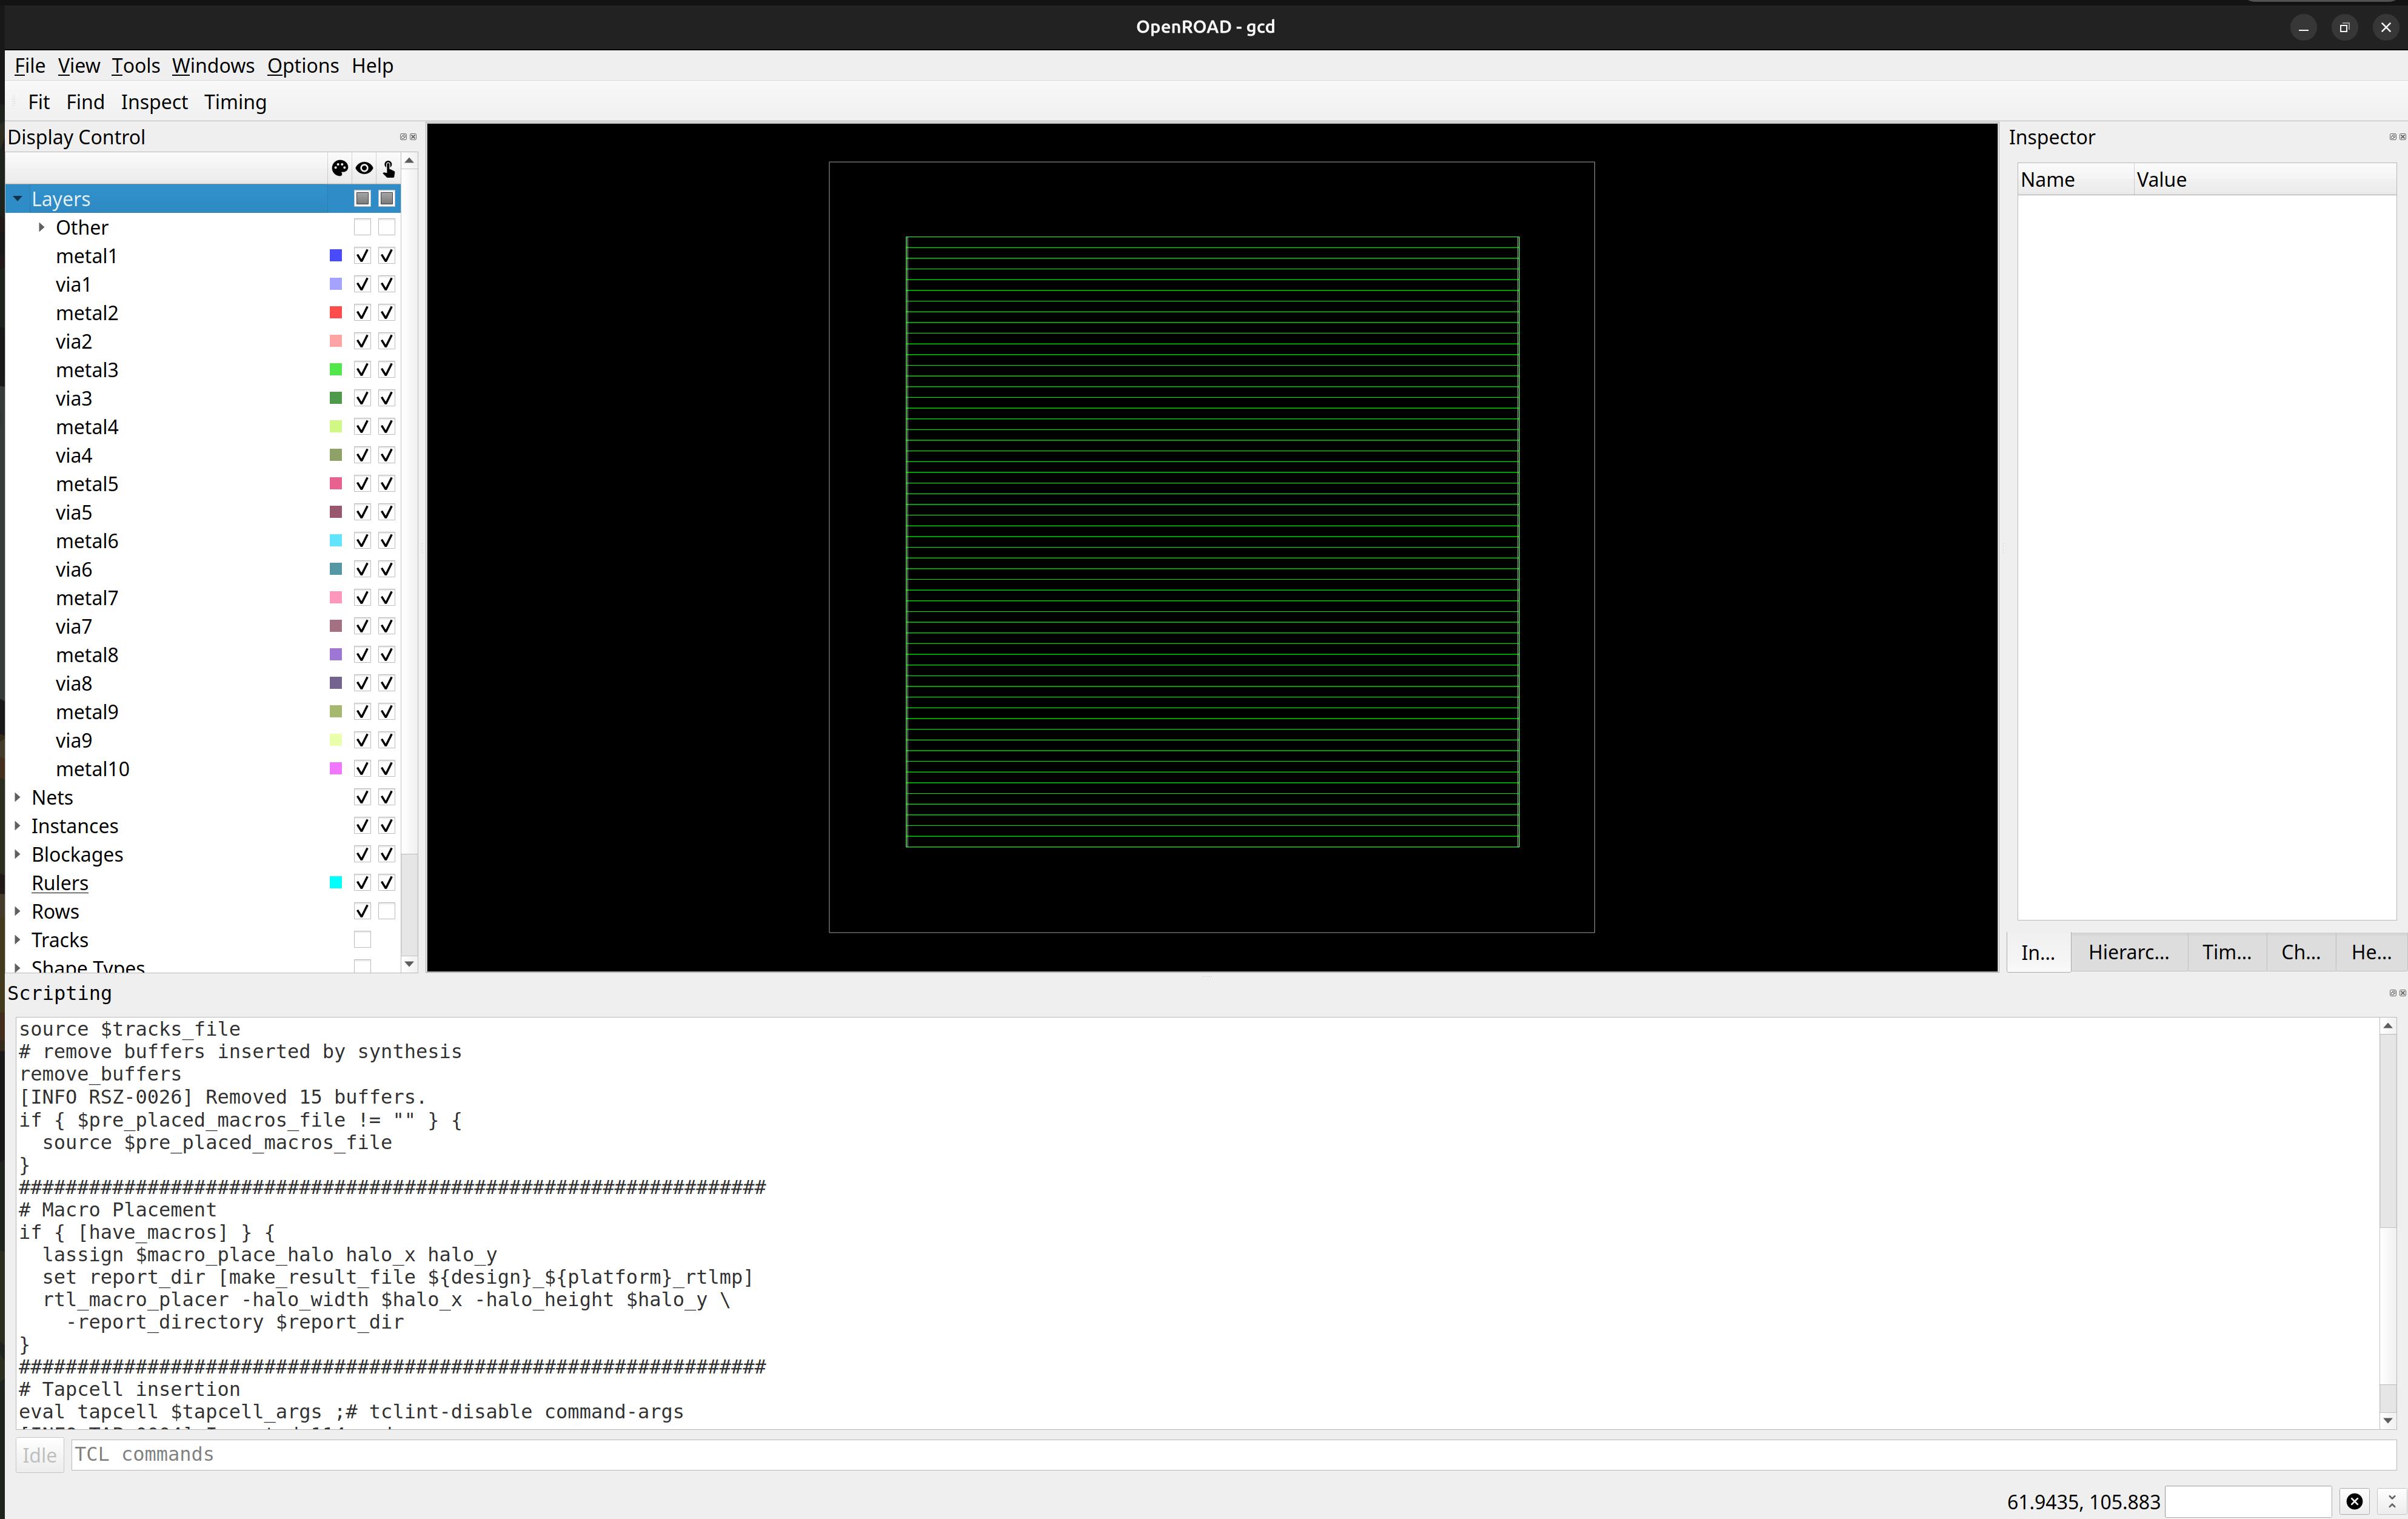 OpenROAD - gcd
File View Tools Windows Options Help
Fit Find Inspect Timing
Display Control
Layers
Other
metal1
via1
metal2
via2
metal3
via3
metal4
via4
metal5
via5
metal6
via6
metal7
via7
metal8
via8
metal9
via9
metal10
Nets
Instances
Blockages
Rulers
Rows
Tracks
Shape Types
Inspector
Name Value
In... Hierarc... Tim... Ch... He...
Scripting
source $tracks_file
# remove buffers inserted by synthesis
remove_buffers
[INFO RSZ-0026] Removed 15 buffers.
if { $pre_placed_macros_file != "" } {
  source $pre_placed_macros_file
}
################################################################
# Macro Placement
if { [have_macros] } {
  lassign $macro_place_halo halo_x halo_y
  set report_dir [make_result_file ${design}_${platform}_rtlmp]
  rtl_macro_placer -halo_width $halo_x -halo_height $halo_y \
    -report_directory $report_dir
}
################################################################
# Tapcell insertion
eval tapcell $tapcell_args ;# tclint-disable command-args
Idle TCL commands
61.9435, 105.883